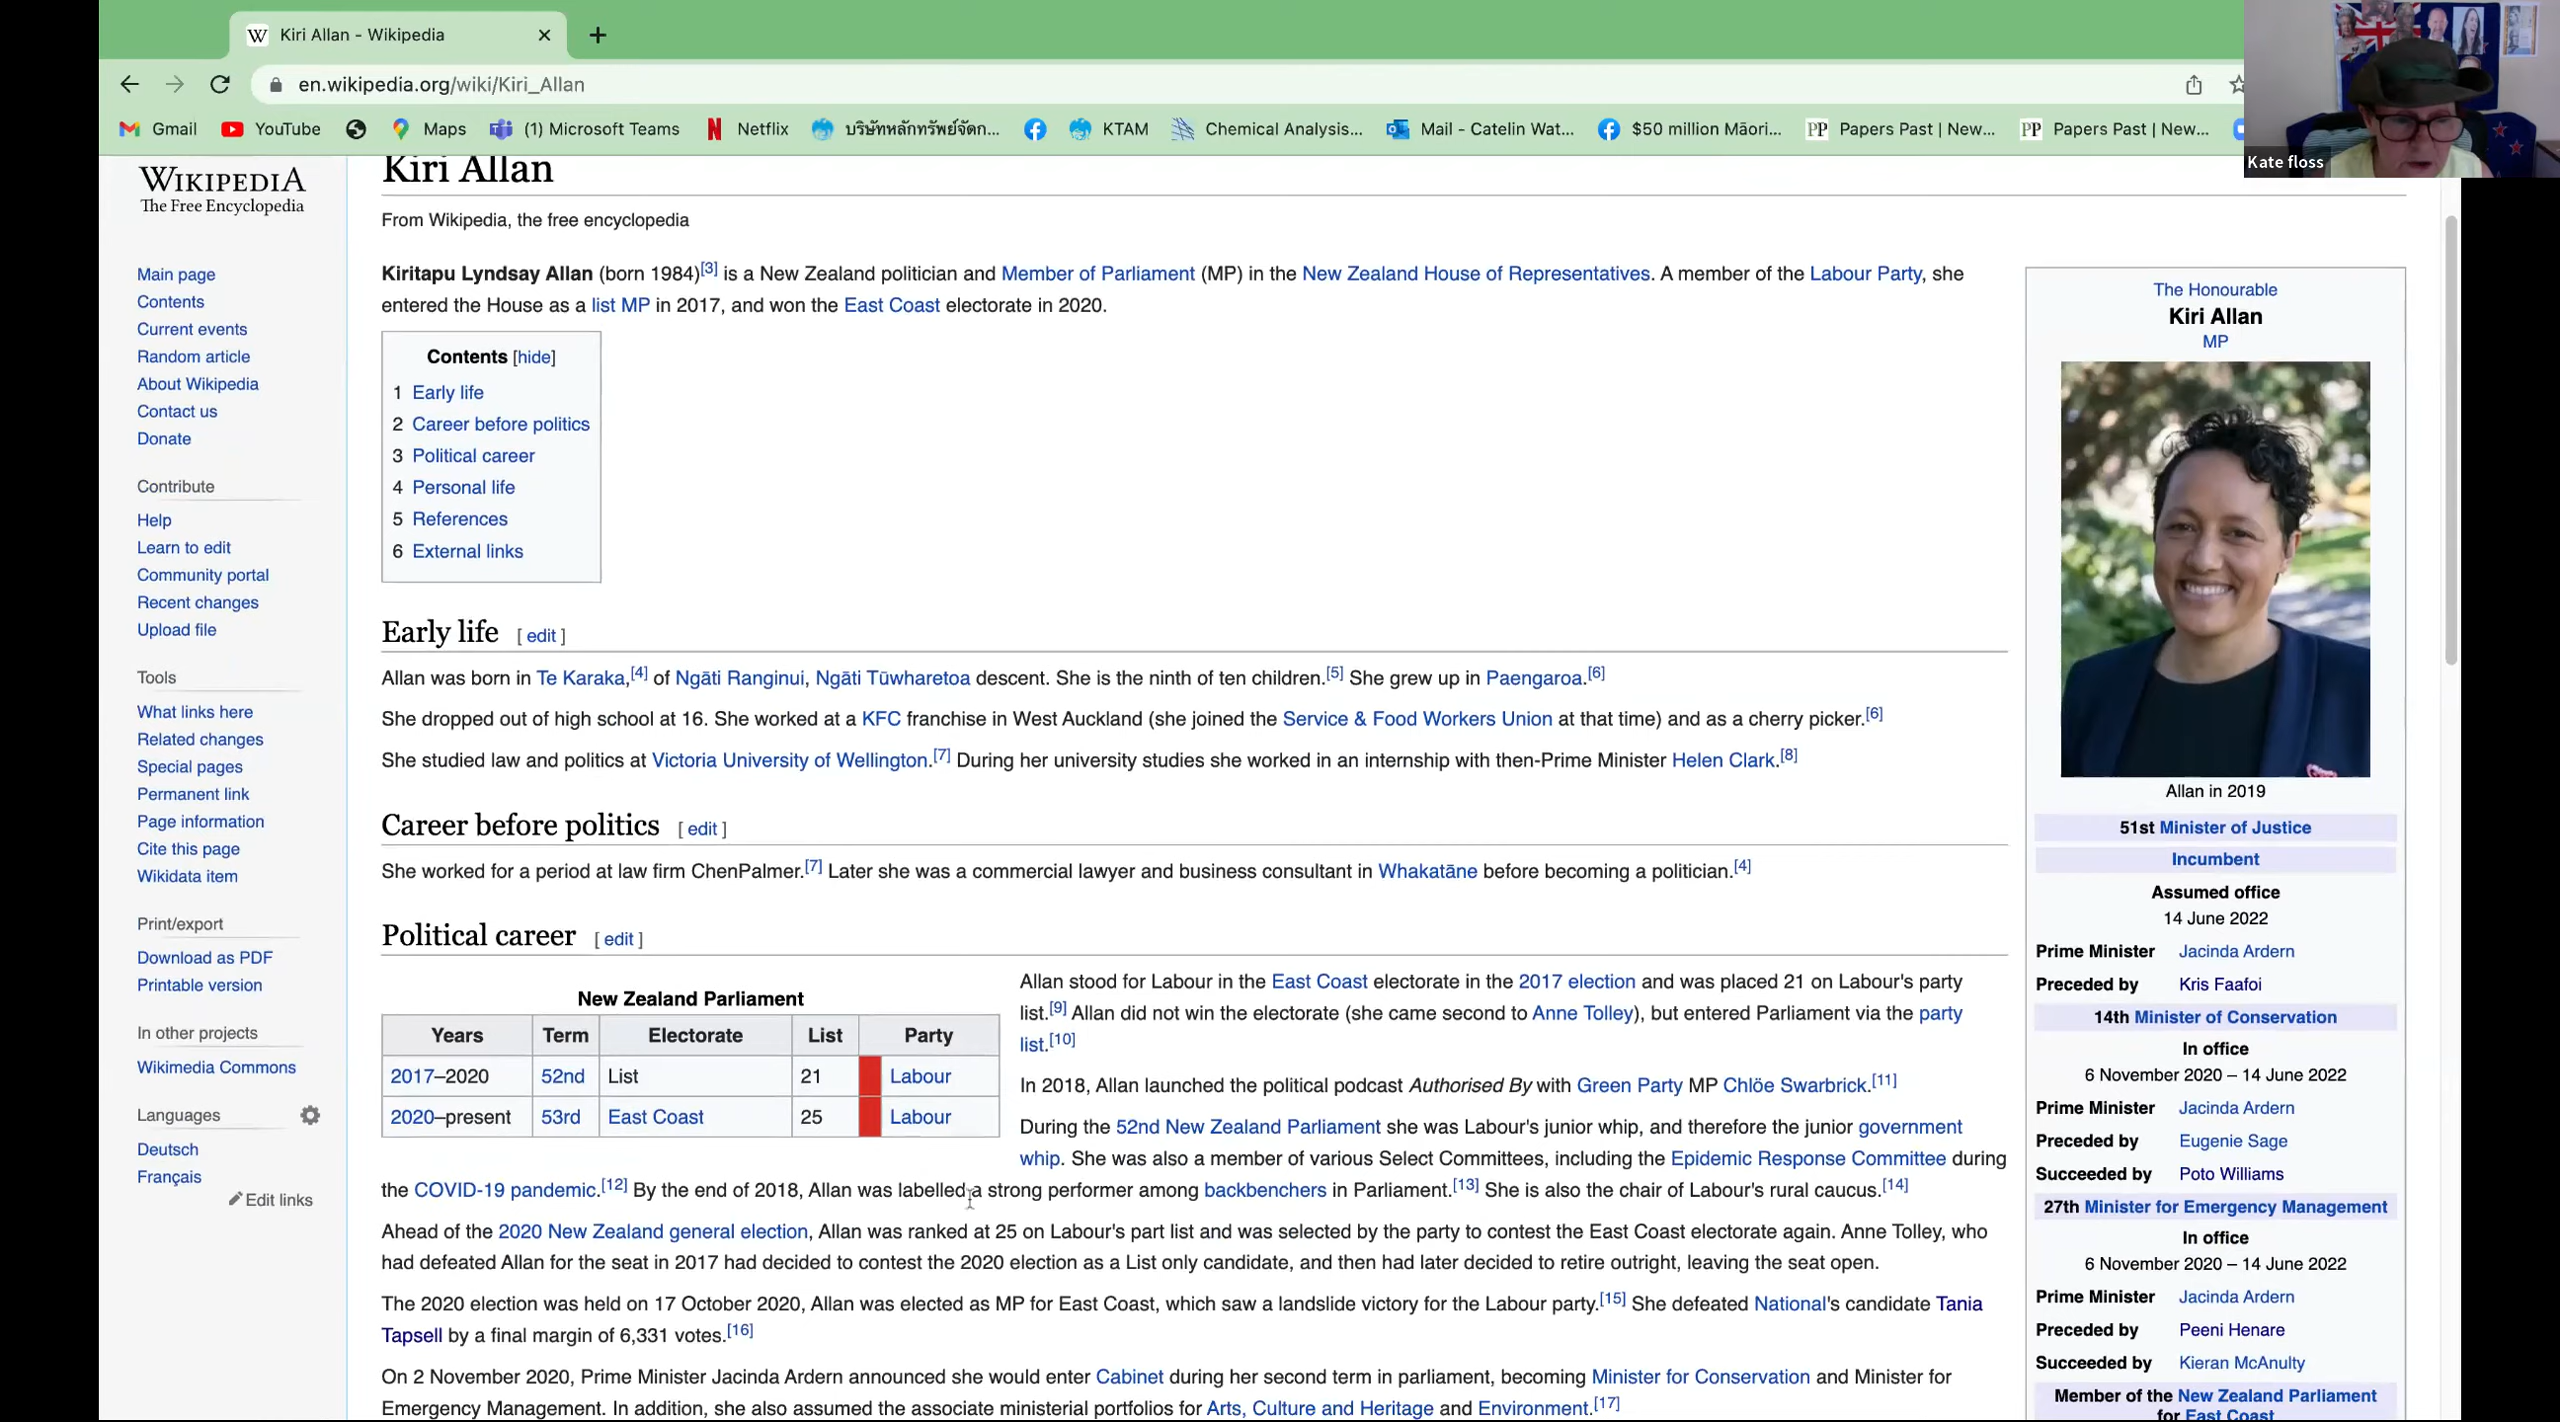 Kiri Allan - Wikipedia
en.wikipedia.org/wiki/Kiri_Allan
Gmail YouTube Maps (1) Microsoft Teams Netflix บริษัทหลักทรัพย์จัดก... KTAM Chemical Analysis... Mail - Catelin Wat... $50 million Māori... Papers Past | New... Papers Past | New...
Kate floss
WIKIPEDIA
The Free Encyclopedia
Main page
Contents
Current events
Random article
About Wikipedia
Contact us
Donate
Contribute
Help
Learn to edit
Community portal
Recent changes
Upload file
Tools
What links here
Related changes
Special pages
Permanent link
Page information
Cite this page
Wikidata item
Print/export
Download as PDF
Printable version
In other projects
Wikimedia Commons
Languages
Deutsch
Français
Edit links
Kiri Allan
From Wikipedia, the free encyclopedia
Kiritapu Lyndsay Allan (born 1984)[3] is a New Zealand politician and Member of Parliament (MP) in the New Zealand House of Representatives. A member of the Labour Party, she
entered the House as a list MP in 2017, and won the East Coast electorate in 2020.
Contents [hide]
1 Early life
2 Career before politics
3 Political career
4 Personal life
5 References
6 External links
Early life [ edit ]
Allan was born in Te Karaka,[4] of Ngāti Ranginui, Ngāti Tūwharetoa descent. She is the ninth of ten children.[5] She grew up in Paengaroa.[6]
She dropped out of high school at 16. She worked at a KFC franchise in West Auckland (she joined the Service & Food Workers Union at that time) and as a cherry picker.[6]
She studied law and politics at Victoria University of Wellington.[7] During her university studies she worked in an internship with then-Prime Minister Helen Clark.[8]
Career before politics [ edit ]
She worked for a period at law firm ChenPalmer.[7] Later she was a commercial lawyer and business consultant in Whakatāne before becoming a politician.[4]
Political career [ edit ]
New Zealand Parliament
Years Term Electorate List Party
2017–2020 52nd List 21 Labour
2020–present 53rd East Coast 25 Labour
Allan stood for Labour in the East Coast electorate in the 2017 election and was placed 21 on Labour's party
list.[9] Allan did not win the electorate (she came second to Anne Tolley), but entered Parliament via the party
list.[10]
In 2018, Allan launched the political podcast Authorised By with Green Party MP Chlöe Swarbrick.[11]
During the 52nd New Zealand Parliament she was Labour's junior whip, and therefore the junior government
whip. She was also a member of various Select Committees, including the Epidemic Response Committee during
the COVID-19 pandemic.[12] By the end of 2018, Allan was labelled a strong performer among backbenchers in Parliament.[13] She is also the chair of Labour's rural caucus.[14]
Ahead of the 2020 New Zealand general election, Allan was ranked at 25 on Labour's part list and was selected by the party to contest the East Coast electorate again. Anne Tolley, who
had defeated Allan for the seat in 2017 had decided to contest the 2020 election as a List only candidate, and then had later decided to retire outright, leaving the seat open.
The 2020 election was held on 17 October 2020, Allan was elected as MP for East Coast, which saw a landslide victory for the Labour party.[15] She defeated National's candidate Tania
Tapsell by a final margin of 6,331 votes.[16]
On 2 November 2020, Prime Minister Jacinda Ardern announced she would enter Cabinet during her second term in parliament, becoming Minister for Conservation and Minister for
Emergency Management. In addition, she also assumed the associate ministerial portfolios for Arts, Culture and Heritage and Environment.[17]
The Honourable
Kiri Allan
MP
Allan in 2019
51st Minister of Justice
Incumbent
Assumed office
14 June 2022
Prime Minister Jacinda Ardern
Preceded by Kris Faafoi
14th Minister of Conservation
In office
6 November 2020 – 14 June 2022
Prime Minister Jacinda Ardern
Preceded by Eugenie Sage
Succeeded by Poto Williams
27th Minister for Emergency Management
In office
6 November 2020 – 14 June 2022
Prime Minister Jacinda Ardern
Preceded by Peeni Henare
Succeeded by Kieran McAnulty
Member of the New Zealand Parliament
for East Coast